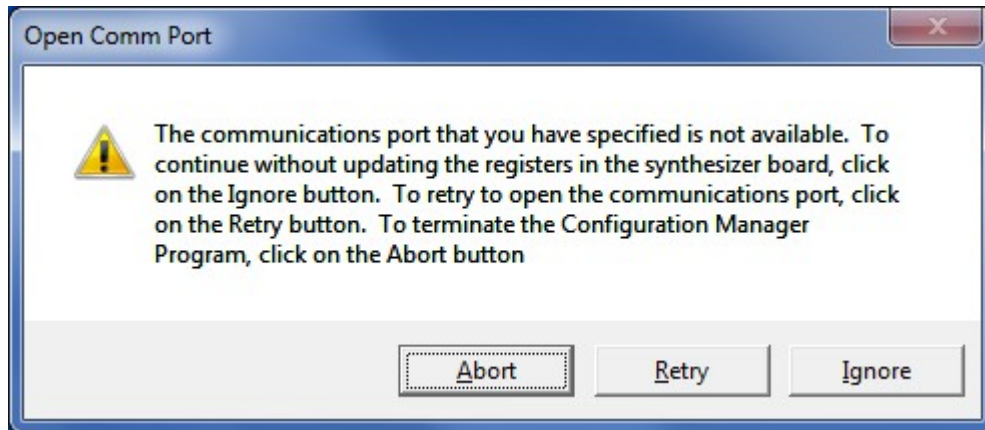 Open Comm Port
The communications port that you have specified is not available.  To
continue without updating the registers in the synthesizer board, click
on the Ignore button.  To retry to open the communications port, click
on the Retry button.  To terminate the Configuration Manager
Program, click on the Abort button
Abort Retry Ignore